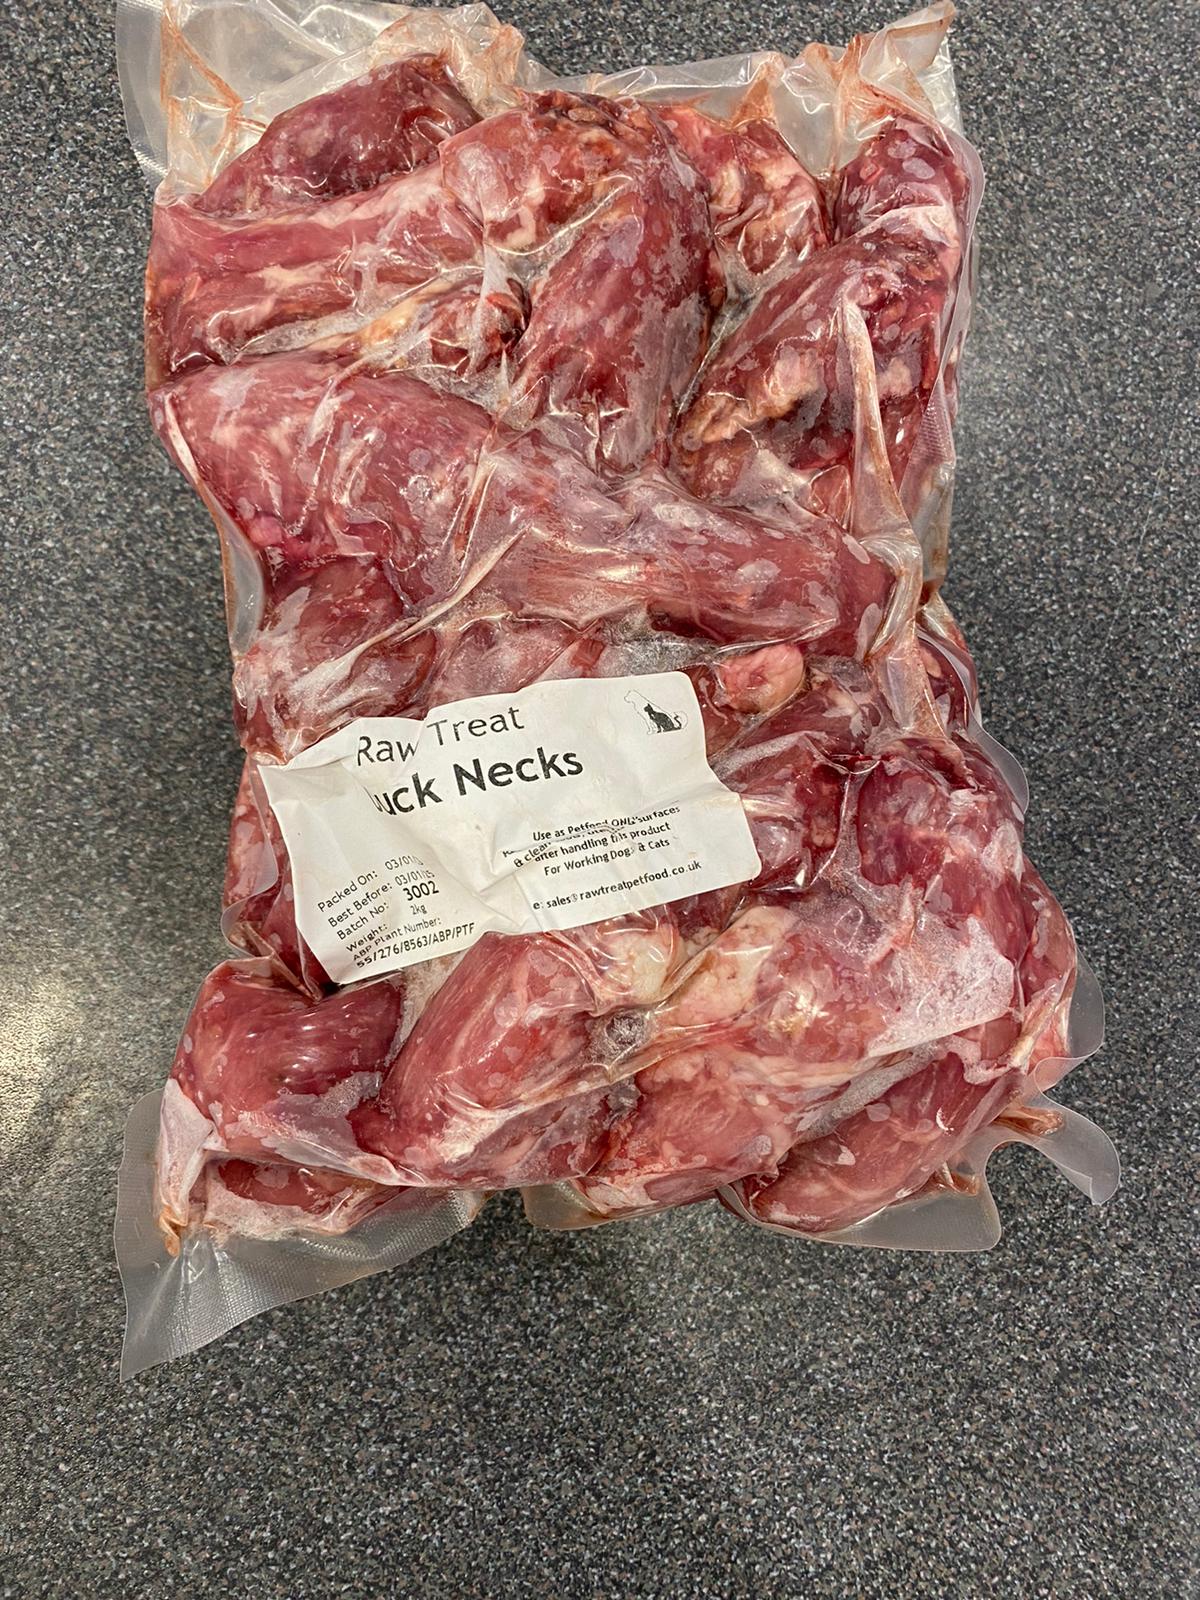 Raw Treat
uck Necks
Packed On: 03/01/
Best Before: 03/01/
Batch No: 3002
Weight: 2kg
ABP Plant Number:
55/276/8563/ABP/PTF
Use as Petfood ONLY surfaces
& clean
after handling this product
For Working Dogs & Cats
e: sales@rawtreatpetfood.co.uk